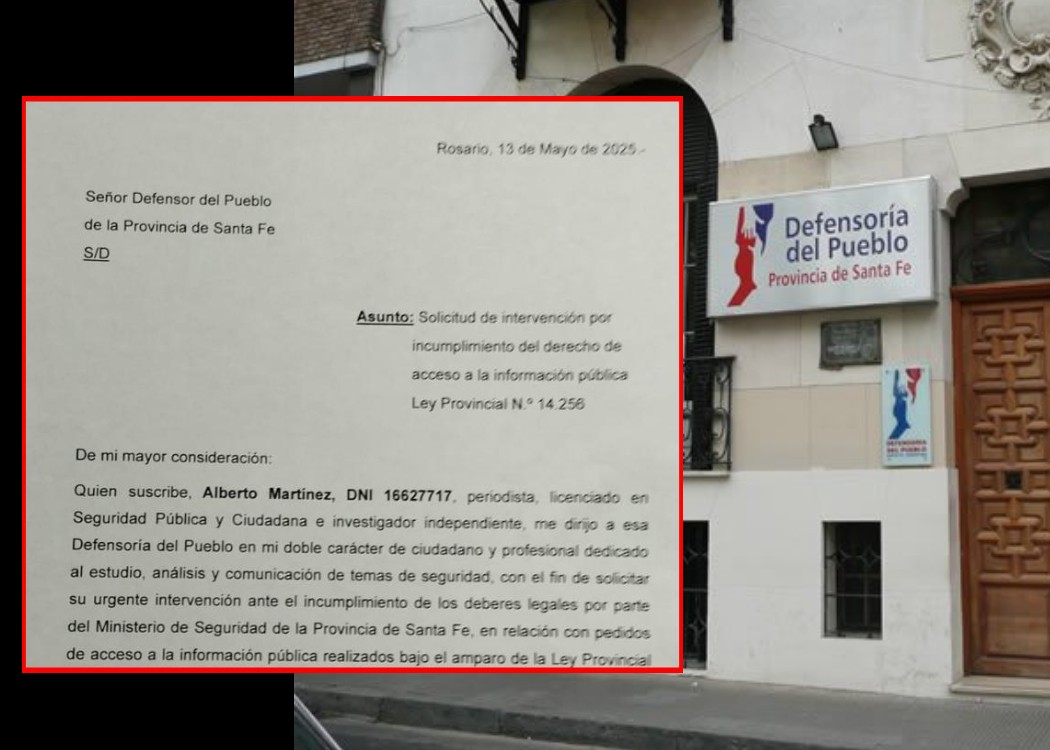 Rosario, 13 de Mayo de 2025.-
Señor Defensor del Pueblo
de la Provincia de Santa Fe
S/D
Asunto: Solicitud de intervención por
incumplimiento del derecho de
acceso a la información pública
Ley Provincial N.º 14.256
De mi mayor consideración:
Quien suscribe, Alberto Martínez, DNI 16627717, periodista, licenciado en
Seguridad Pública y Ciudadana e investigador independiente, me dirijo a esa
Defensoría del Pueblo en mi doble carácter de ciudadano y profesional dedicado
al estudio, análisis y comunicación de temas de seguridad, con el fin de solicitar
su urgente intervención ante el incumplimiento de los deberes legales por parte
del Ministerio de Seguridad de la Provincia de Santa Fe, en relación con pedidos
de acceso a la información pública realizados bajo el amparo de la Ley Provincial
Defensoría
del Pueblo
Provincia de Santa Fe
DEFENSORIA
DEL PUEBLO